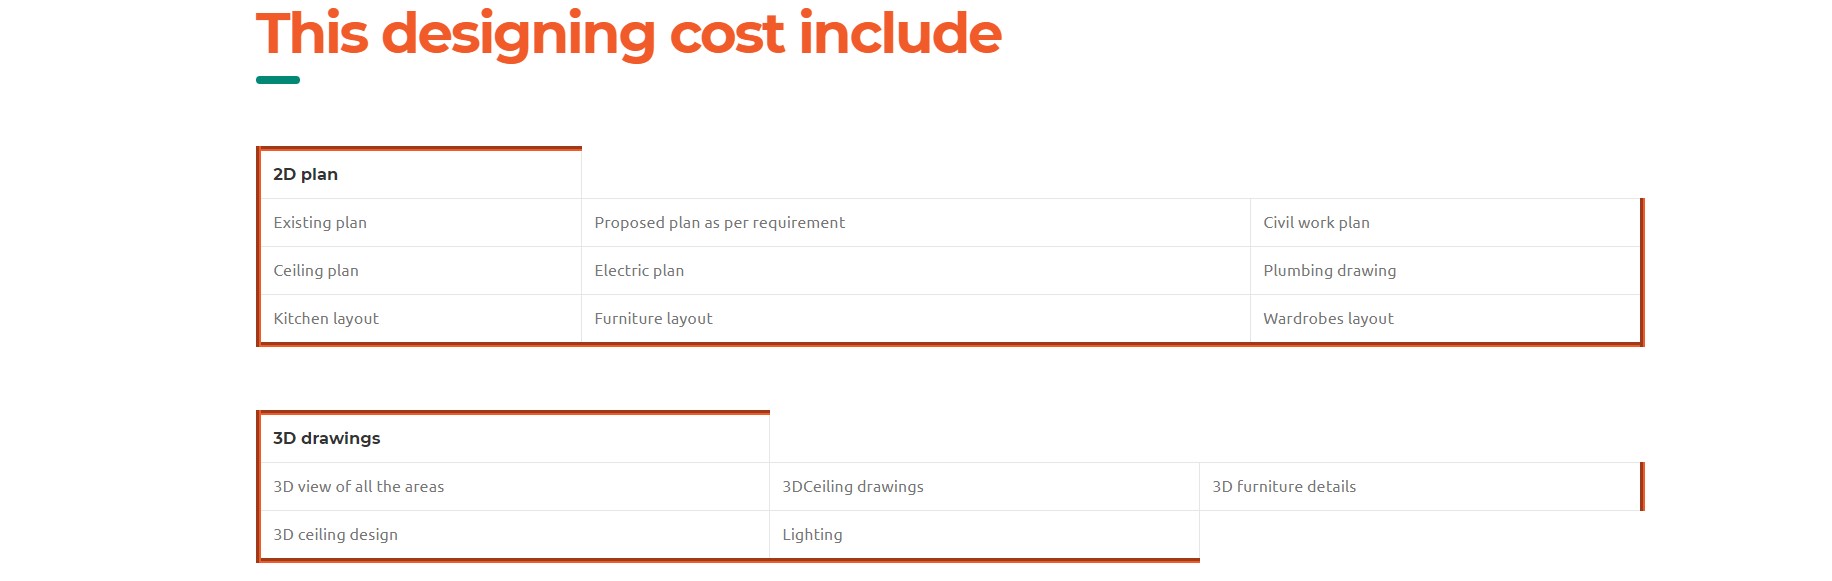 This designing cost include
2D plan
Existing plan Proposed plan as per requirement Civil work plan
Ceiling plan Electric plan Plumbing drawing
Kitchen layout Furniture layout Wardrobes layout
3D drawings
3D view of all the areas 3DCeiling drawings 3D furniture details
3D ceiling design Lighting